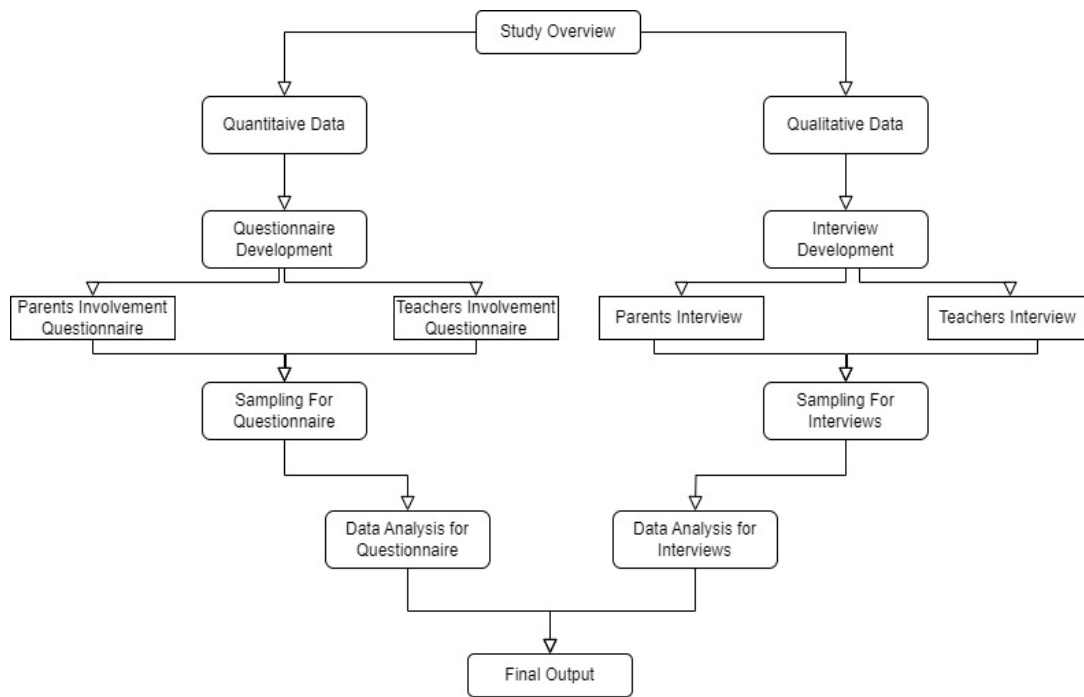 Study Overview
Quantitaive Data
Qualitative Data
Questionnaire
Development
Interview
Development
Parents Involvement
Questionnaire
Teachers Involvement
Questionnaire
Parents Interview
Teachers Interview
Sampling For
Questionnaire
Sampling For
Interviews
Data Analysis for
Questionnaire
Data Analysis for
Interviews
Final Output